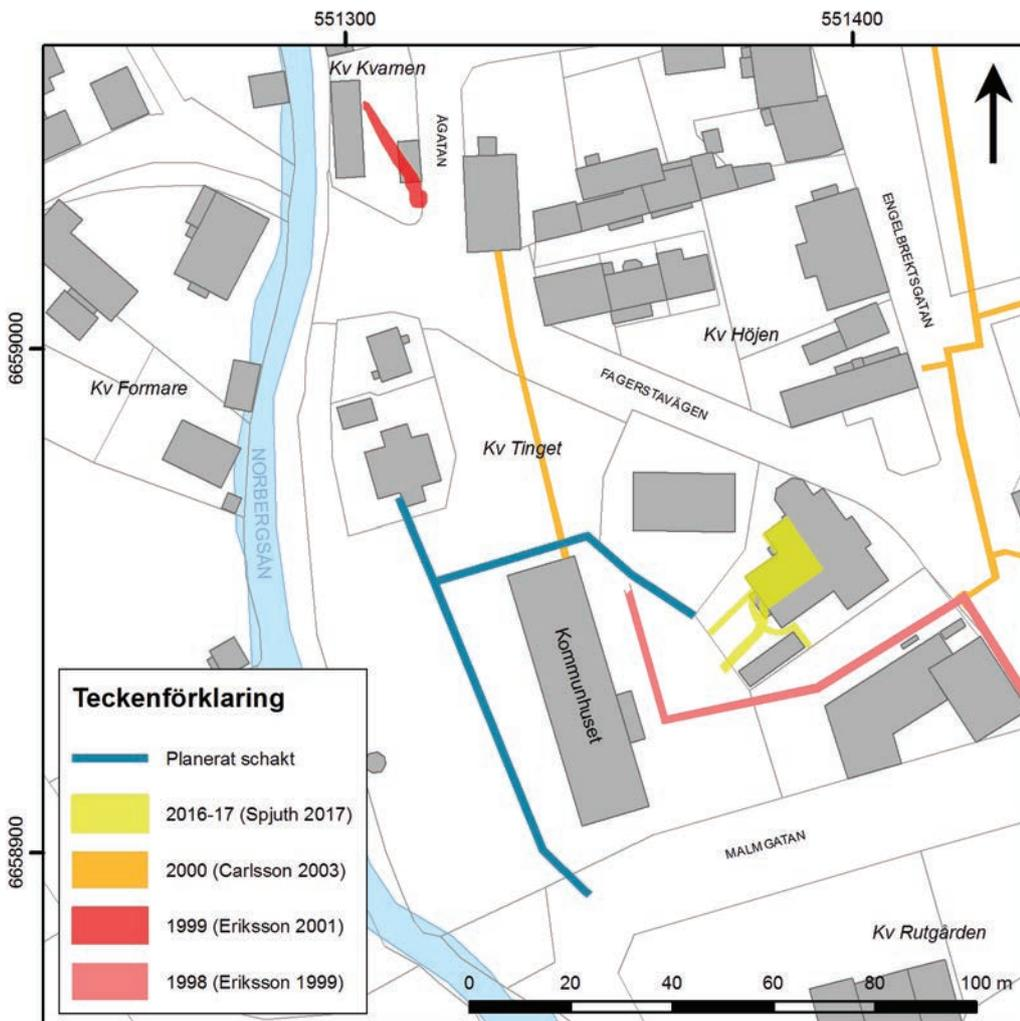 551300
551400
Kv Kvarnen
ÅGATAN
ENGELBREKTSGATAN
6659000
Kv Höjen
Kv Formare
FAGERSTAVÄGEN
Kv Tinget
NORBERGSÅN
Kommunhuset
Teckenförklaring
Planerat schakt
2016-17 (Spjuth 2017)
2000 (Carlsson 2003)
1999 (Eriksson 2001)
1998 (Eriksson 1999)
6658900
MALMGATAN
Kv Rutgården
0 20 40 60 80 100 m